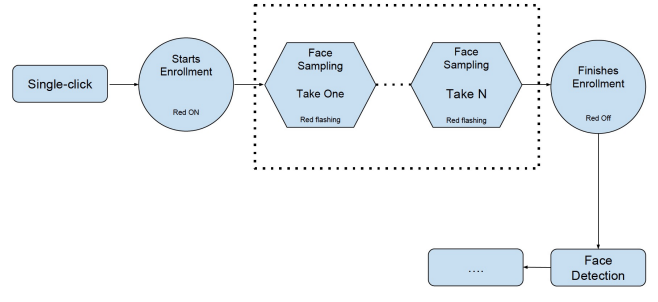 Single-click
Starts
Enrollment
Red ON
Face
Sampling
Take One
Red flashing
Face
Sampling
Take N
Red flashing
Finishes
Enrollment
Red Off
Face
Detection
....